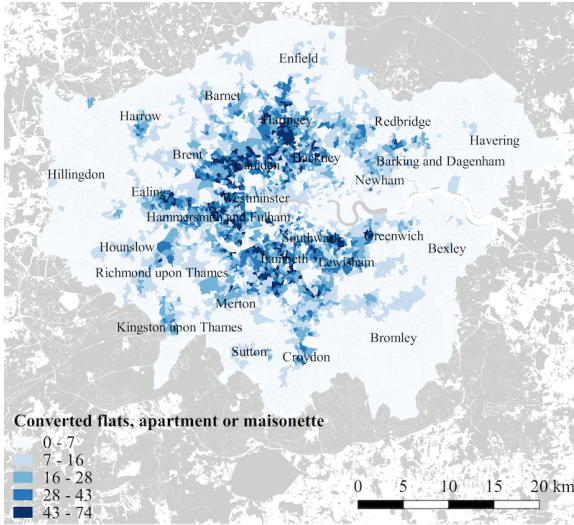 Enfield
Barnet
Harrow
Haringey
Redbridge
Havering
Brent
Camden
Hackney
Barking and Dagenham
Hillingdon
Newham
Ealing
Westminster
Hammersmith and Fulham
Southwark
Greenwich
Hounslow
Bexley
Lambeth
Lewisham
Richmond upon Thames
Merton
Kingston upon Thames
Bromley
Sutton
Croydon
Converted flats, apartment or maisonette
0 - 7
7 - 16
16 - 28
28 - 43
43 - 74
0 5 10 15 20 km